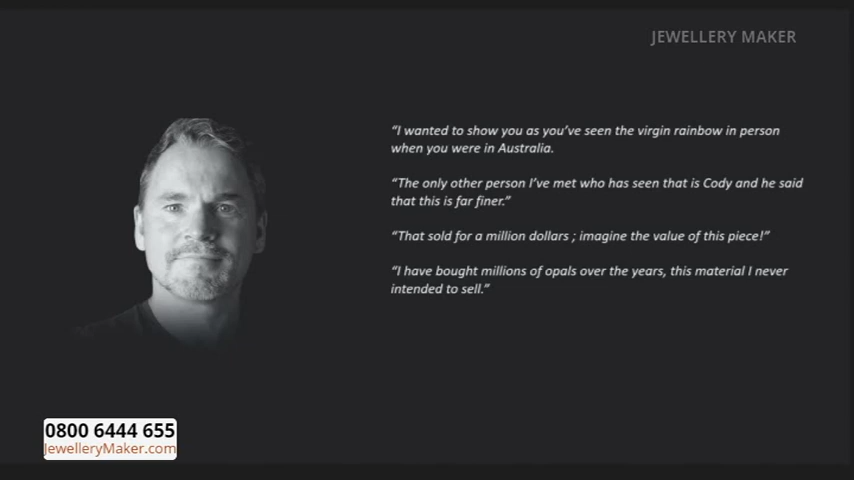 JEWELLERY MAKER
“I wanted to show you as you’ve seen the virgin rainbow in person
when you were in Australia.
“The only other person I’ve met who has seen that is Cody and he said
that this is far finer.”
“That sold for a million dollars ; imagine the value of this piece!”
“I have bought millions of opals over the years, this material I never
intended to sell.”
0800 6444 655
JewelleryMaker.com